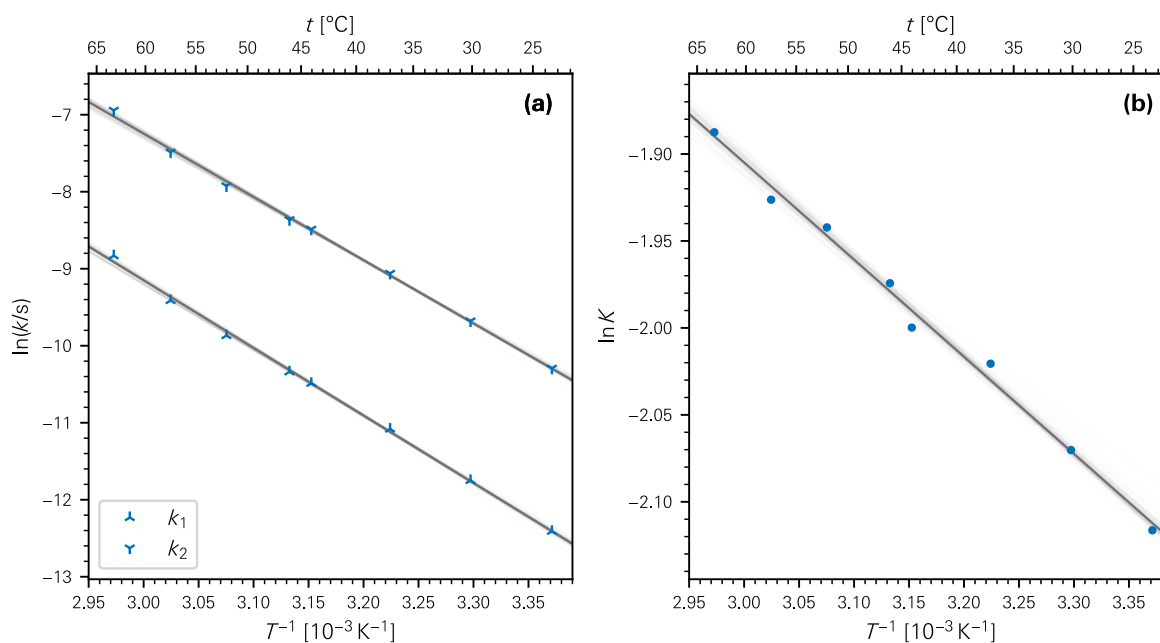 t [°C]
65 60 55 50 45 40 35 30 25
(a)
ln(k/s)
−7
−8
−9
−10
−11
−12
−13
k₁
k₂
2.95 3.00 3.05 3.10 3.15 3.20 3.25 3.30 3.35
T⁻¹ [10⁻³ K⁻¹]
t [°C]
65 60 55 50 45 40 35 30 25
(b)
ln K
−1.90
−1.95
−2.00
−2.05
−2.10
2.95 3.00 3.05 3.10 3.15 3.20 3.25 3.30 3.35
T⁻¹ [10⁻³ K⁻¹]